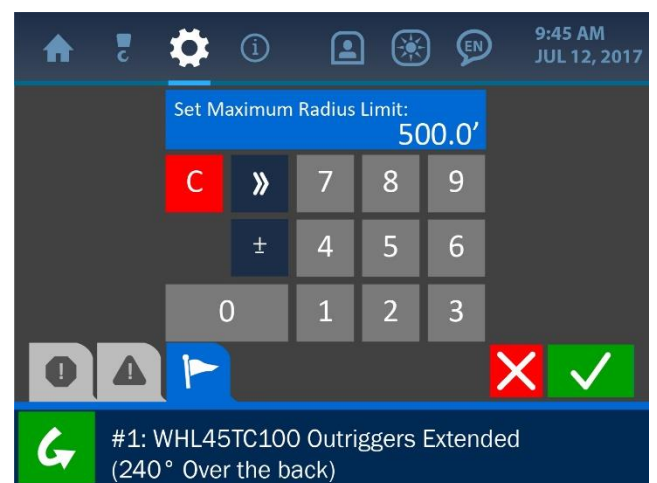 EN
9:45 AM
JUL 12, 2017
Set Maximum Radius Limit:
500.0’
C » 7 8 9
± 4 5 6
0 1 2 3
#1: WHL45TC100 Outriggers Extended
(240° Over the back)